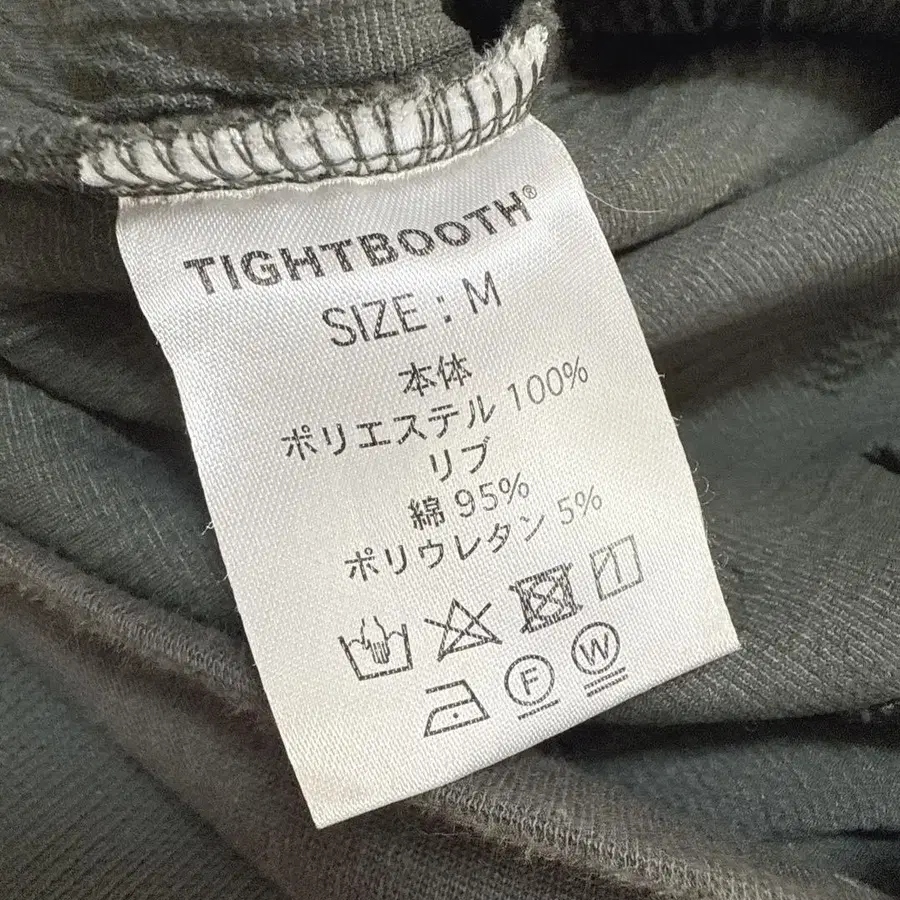 TIGHTBOOTH®
SIZE : M
本体
ポリエステル 100%
リブ
綿 95%
ポリウレタン 5%
F W